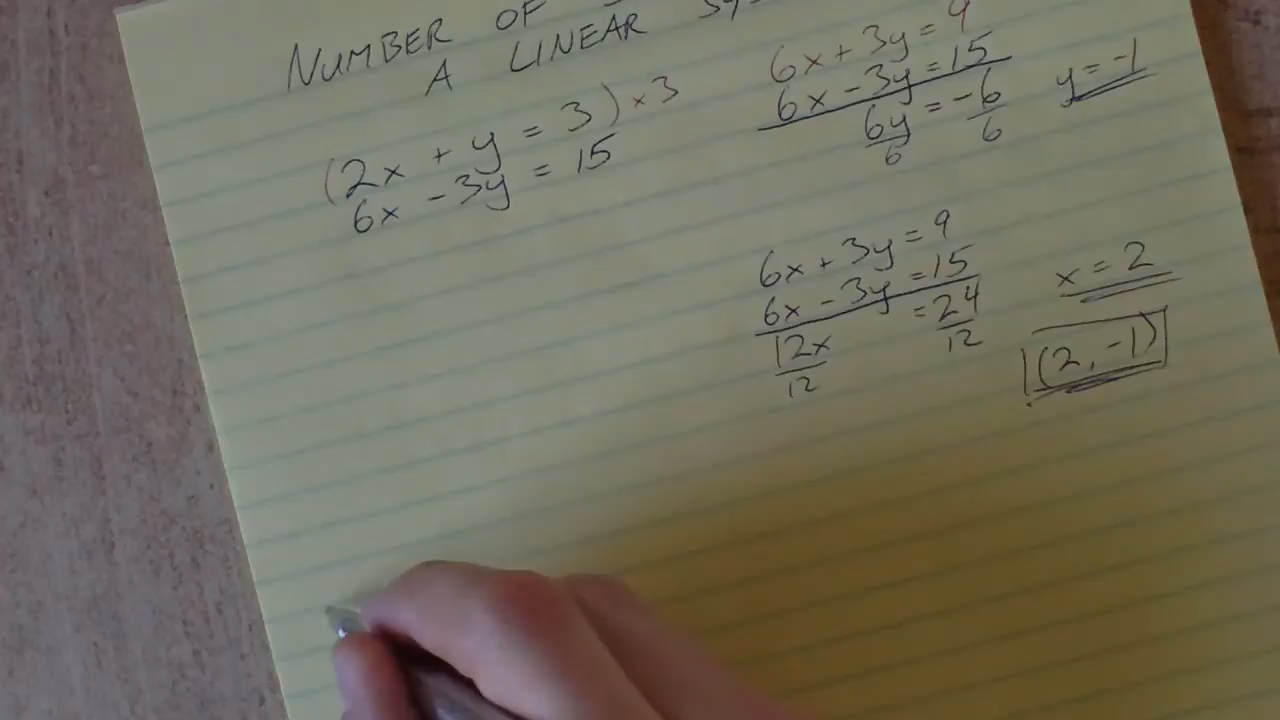 NUMBER OF
A LINEAR
(2x + y = 3) × 3
6x - 3y = 15
6x + 3y = 9
6x - 3y = 15
6y = -6
6 6
y = -1
6x + 3y = 9
6x - 3y = 15
12x = 24
12 12
x = 2
(2, -1)